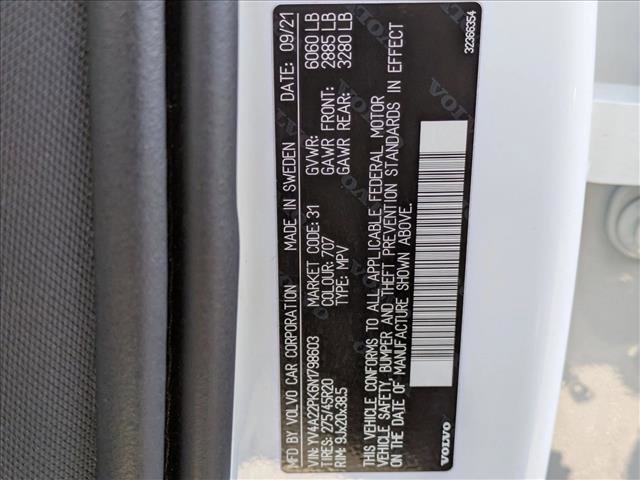 MFD BY VOLVO CAR CORPORATION MADE IN SWEDEN DATE: 09/21
VIN: YV4A22PK6N1798603 MARKET CODE: 31 GVWR: 6060 LB
TIRES: 275/45R20 COLOUR: 707 GAWR FRONT: 2885 LB
RIM: 9Jx20x38.5 TYPE: MPV GAWR REAR: 3280 LB
THIS VEHICLE CONFORMS TO ALL APPLICABLE FEDERAL MOTOR
VEHICLE SAFETY, BUMPER AND THEFT PREVENTION STANDARDS IN EFFECT
ON THE DATE OF MANUFACTURE SHOWN ABOVE.
VOLVO
VOLVO
32366354